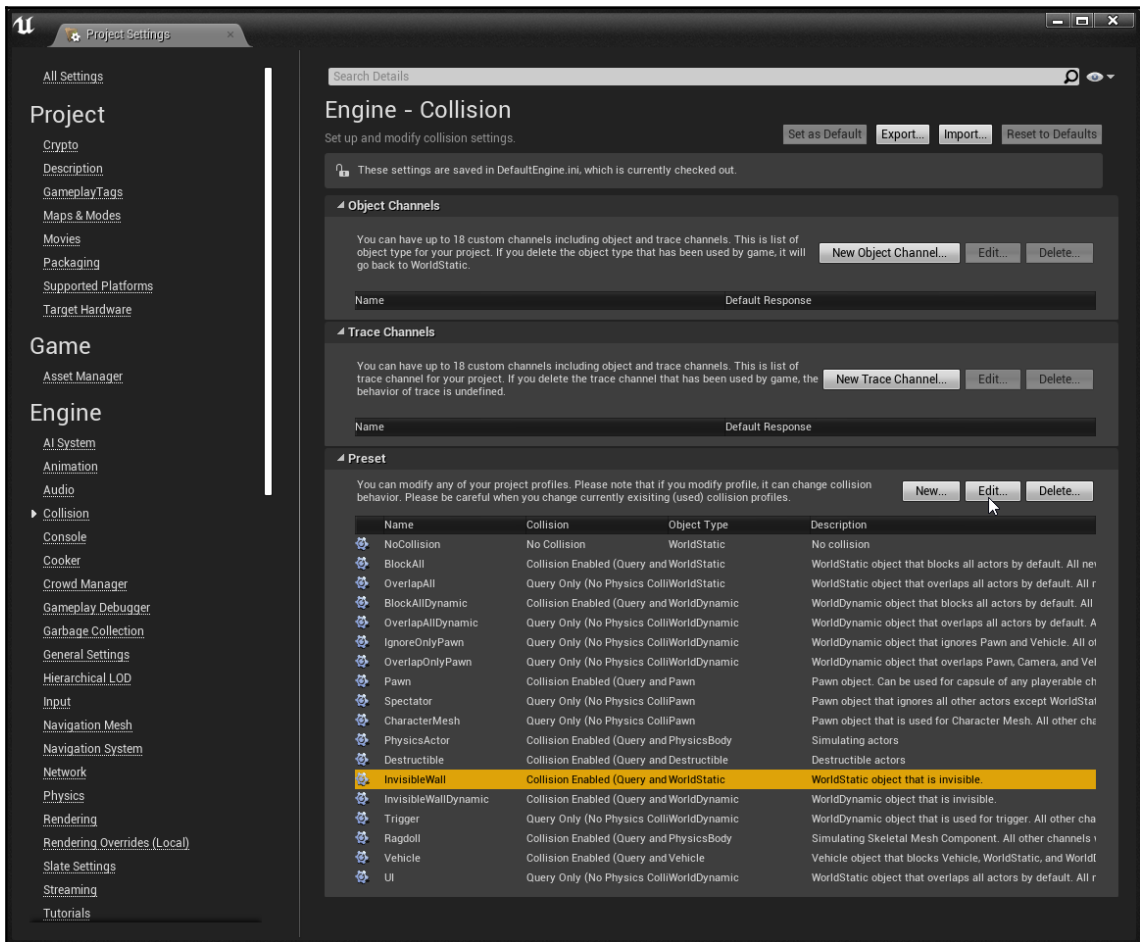 Project Settings
All Settings
Project
Crypto
Description
GameplayTags
Maps & Modes
Movies
Packaging
Supported Platforms
Target Hardware
Game
Asset Manager
Engine
AI System
Animation
Audio
Collision
Console
Cooker
Crowd Manager
Gameplay Debugger
Garbage Collection
General Settings
Hierarchical LOD
Input
Navigation Mesh
Navigation System
Network
Physics
Rendering
Rendering Overrides (Local)
Slate Settings
Streaming
Tutorials
Search Details
Engine - Collision
Set up and modify collision settings.
Set as Default Export... Import... Reset to Defaults
These settings are saved in DefaultEngine.ini, which is currently checked out.
Object Channels
You can have up to 18 custom channels including object and trace channels. This is list of
object type for your project. If you delete the object type that has been used by game, it will
go back to WorldStatic.
New Object Channel... Edit... Delete...
Name Default Response
Trace Channels
You can have up to 18 custom channels including object and trace channels. This is list of
trace channel for your project. If you delete the trace channel that has been used by game, the
behavior of trace is undefined.
New Trace Channel... Edit... Delete...
Name Default Response
Preset
You can modify any of your project profiles. Please note that if you modify profile, it can change collision
behavior. Please be careful when you change currently exisiting (used) collision profiles.
New... Edit... Delete...
Name Collision Object Type Description
NoCollision No Collision WorldStatic No collision
BlockAll Collision Enabled (Query and WorldStatic WorldStatic object that blocks all actors by default. All
OverlapAll Query Only (No Physics Colli WorldStatic WorldStatic object that overlaps all actors by default. All
BlockAllDynamic Collision Enabled (Query and WorldDynamic WorldDynamic object that blocks all actors by default. All
OverlapAllDynamic Query Only (No Physics Colli WorldDynamic WorldDynamic object that overlaps all actors by default.
IgnoreOnlyPawn Query Only (No Physics Colli WorldDynamic WorldDynamic object that ignores Pawn and Vehicle. All
OverlapOnlyPawn Query Only (No Physics Colli WorldDynamic WorldDynamic object that overlaps Pawn, Camera, and
Pawn Collision Enabled (Query and Pawn Pawn object. Can be used for capsule of any playerable ch
Spectator Query Only (No Physics Colli Pawn Pawn object that ignores all other actors except WorldStat
CharacterMesh Query Only (No Physics Colli Pawn Pawn object that is used for Character Mesh. All other cha
PhysicsActor Collision Enabled (Query and PhysicsBody Simulating actors
Destructible Collision Enabled (Query and Destructible Destructible actors
InvisibleWall Collision Enabled (Query and WorldStatic WorldStatic object that is invisible.
InvisibleWallDynamic Collision Enabled (Query and WorldDynamic WorldDynamic object that is invisible.
Trigger Query Only (No Physics Colli WorldDynamic WorldDynamic object that is used for trigger. All other cha
Ragdoll Collision Enabled (Query and PhysicsBody Simulating Skeletal Mesh Component. All other channels
Vehicle Collision Enabled (Query and Vehicle Vehicle object that blocks Vehicle, WorldStatic, and
UI Query Only (No Physics Colli WorldDynamic WorldStatic object that overlaps all actors by default. All